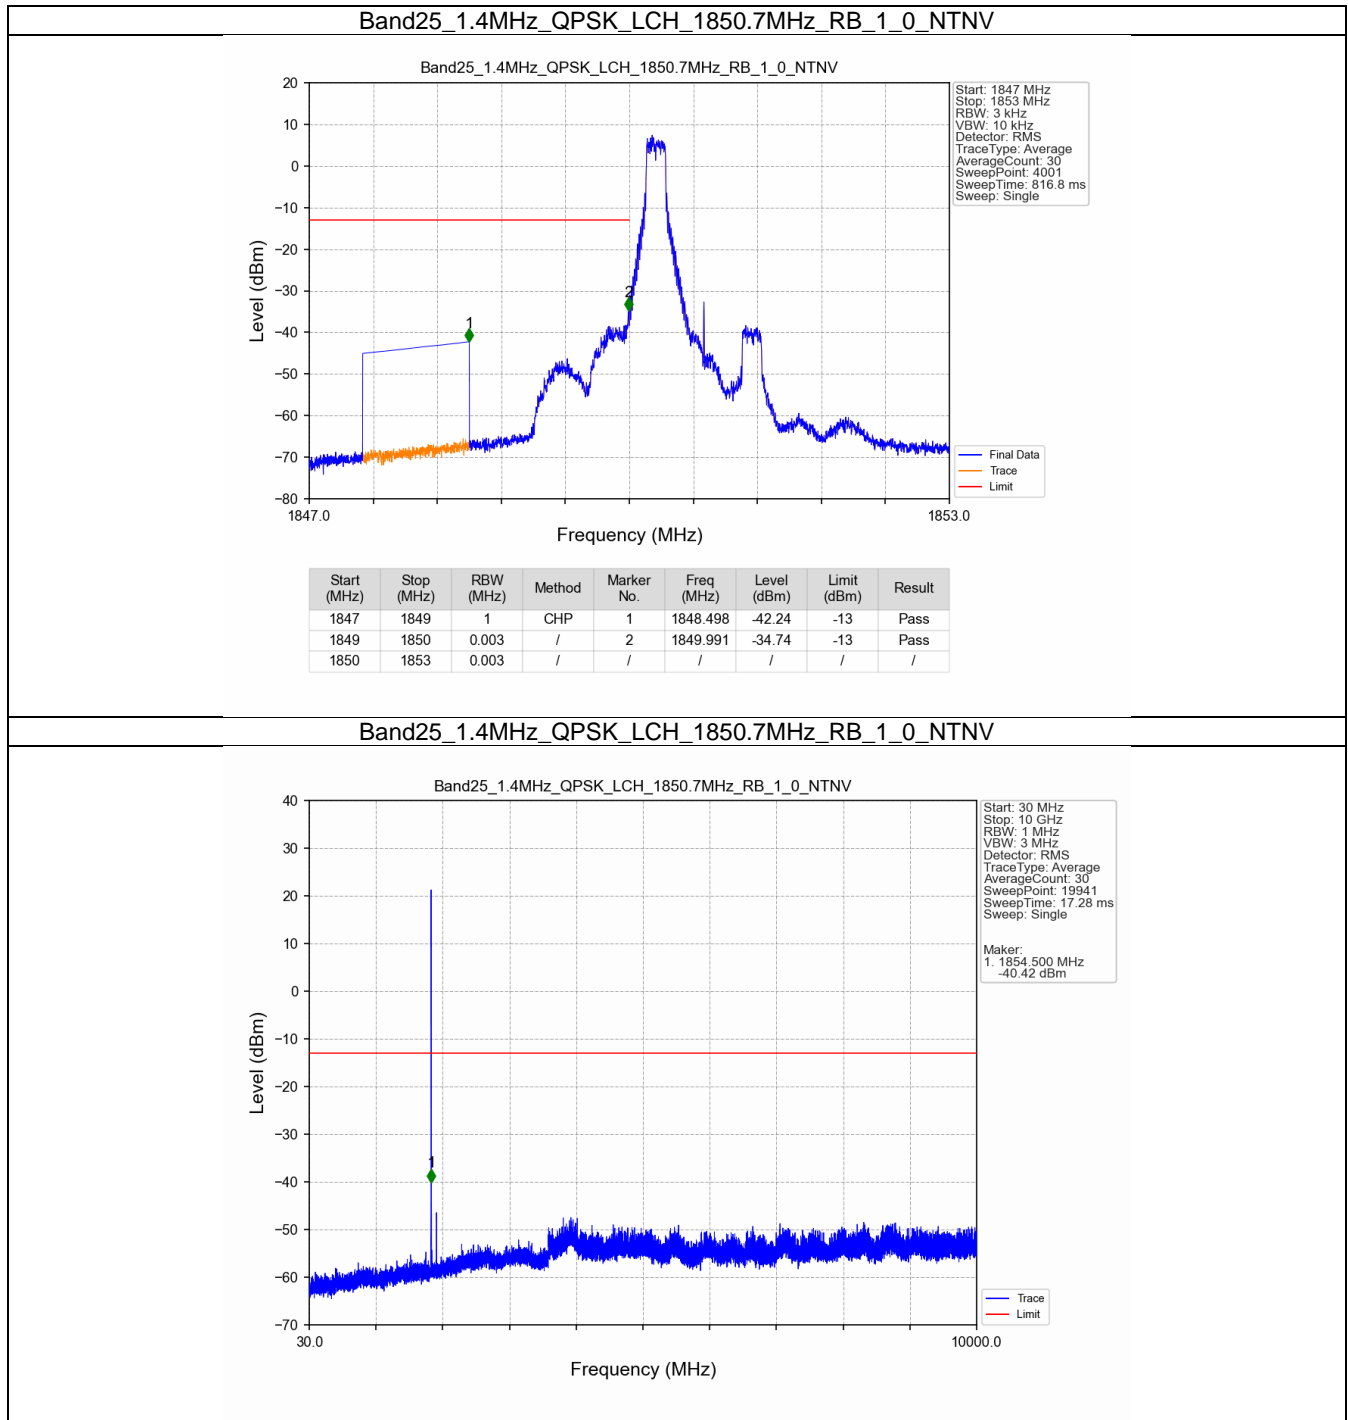 Band25_1.4MHz_QPSK_LCH_1850.7MHz_RB_1_0_NTNV
Band25_1.4MHz_QPSK_LCH_1850.7MHz_RB_1_0_NTNV
Start: 1847 MHz
Stop: 1853 MHz
RBW: 3 kHz
VBW: 10 kHz
Detector: RMS
TraceType: Average
AverageCount: 30
SweepPoint: 4001
SweepTime: 816.8 ms
Sweep: Single
20
10
0
−10
−20
−30
−40
−50
−60
−70
−80
Level (dBm)
1
2
Final Data
Trace
Limit
1847.0
1853.0
Frequency (MHz)
Start (MHz) Stop (MHz) RBW (MHz) Method Marker No. Freq (MHz) Level (dBm) Limit (dBm) Result
1847 1849 1 CHP 1 1848.498 -42.24 -13 Pass
1849 1850 0.003 / 2 1849.991 -34.74 -13 Pass
1850 1853 0.003 / / / / / /
Band25_1.4MHz_QPSK_LCH_1850.7MHz_RB_1_0_NTNV
Band25_1.4MHz_QPSK_LCH_1850.7MHz_RB_1_0_NTNV
Start: 30 MHz
Stop: 10 GHz
RBW: 1 MHz
VBW: 3 MHz
Detector: RMS
TraceType: Average
AverageCount: 30
SweepPoint: 19941
SweepTime: 17.28 ms
Sweep: Single
Maker:
1. 1854.500 MHz
-40.42 dBm
40
30
20
10
0
−10
−20
−30
−40
−50
−60
−70
Level (dBm)
1
Trace
Limit
30.0
10000.0
Frequency (MHz)